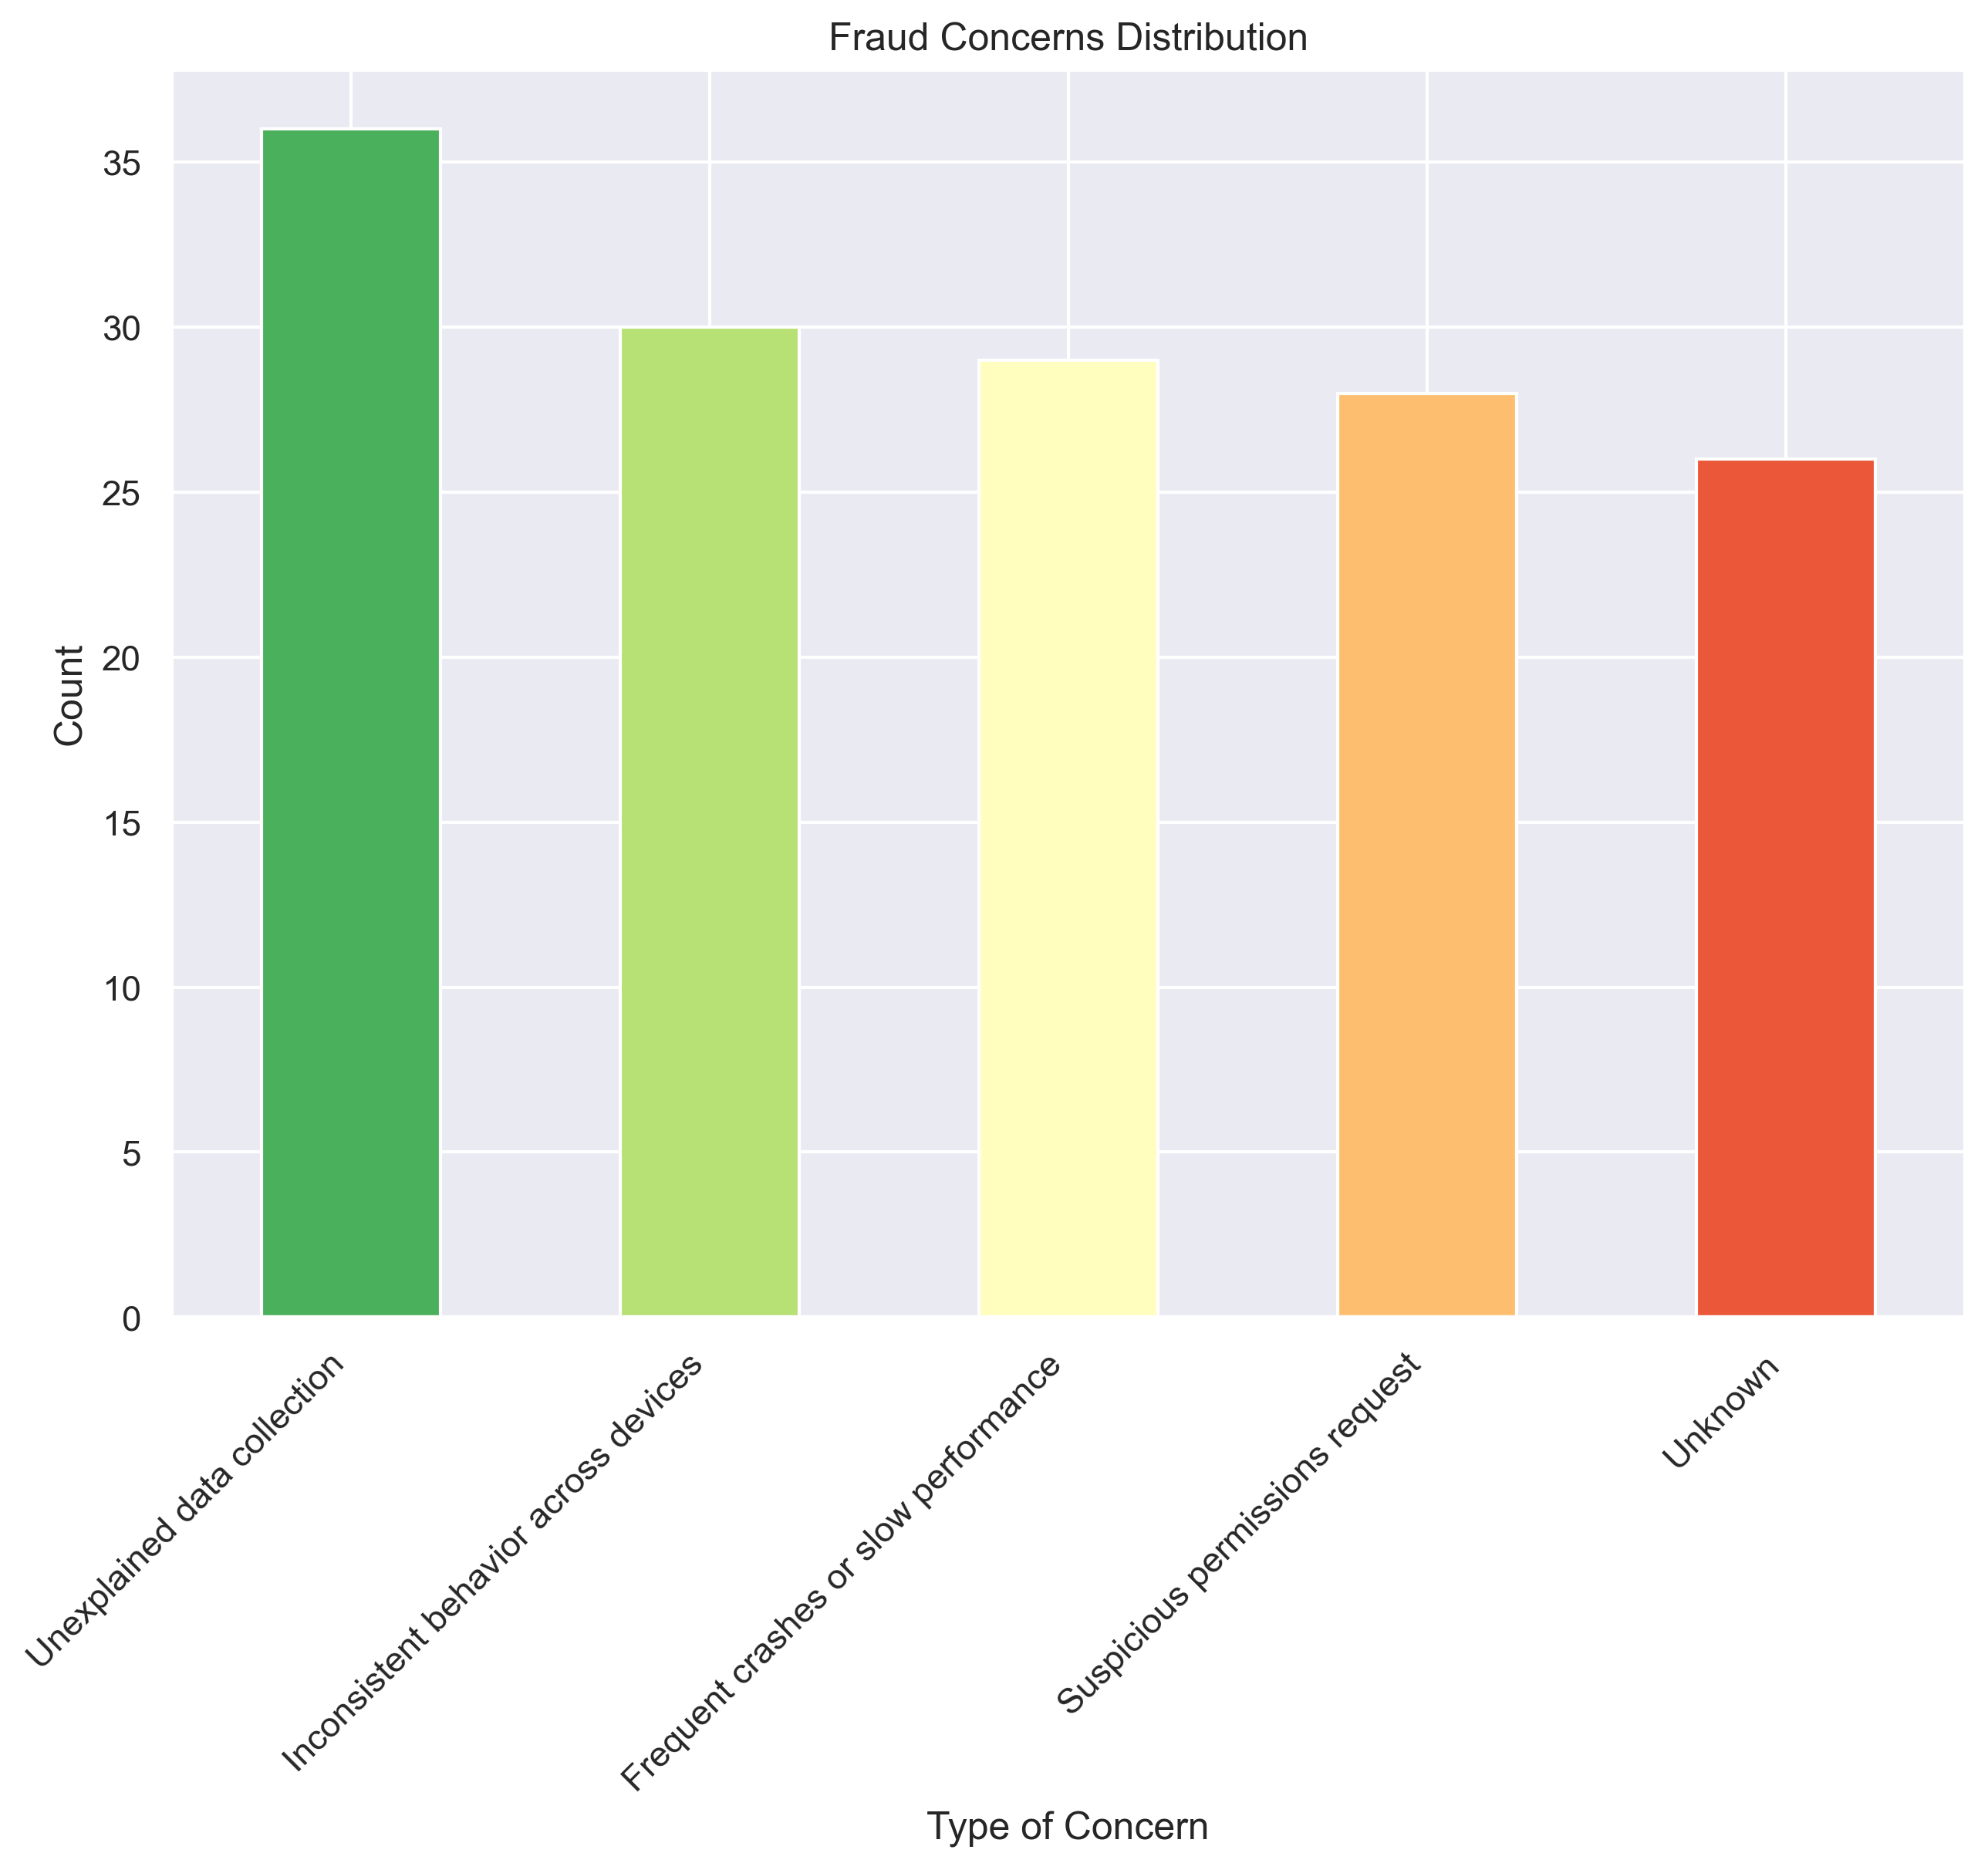 Fraud Concerns Distribution
35
30
25
20
15
10
5
0
Count
Unexplained data collection
Inconsistent behavior across devices
Frequent crashes or slow performance
Suspicious permissions request
Unknown
Type of Concern